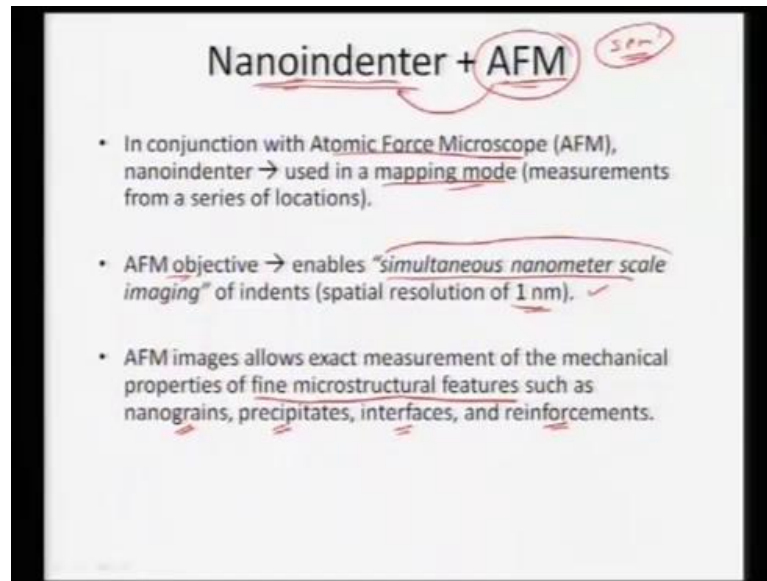 Nanoindenter + AFM
• In conjunction with Atomic Force Microscope (AFM),
nanoindenter → used in a mapping mode (measurements
from a series of locations).
• AFM objective → enables "simultaneous nanometer scale
imaging" of indents (spatial resolution of 1 nm).
• AFM images allows exact measurement of the mechanical
properties of fine microstructural features such as
nanograins, precipitates, interfaces, and reinforcements.